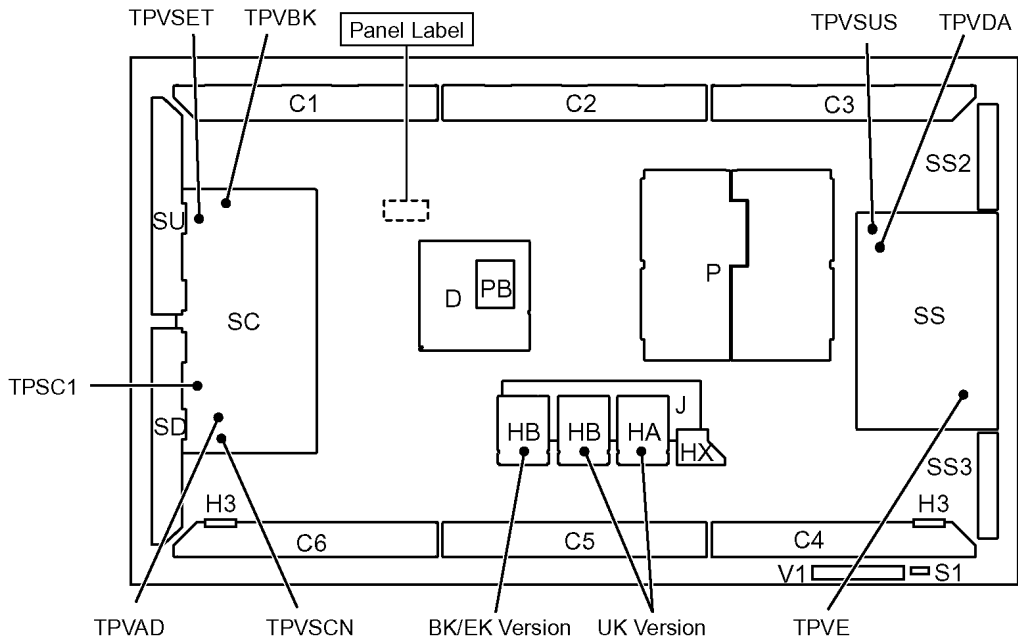 TPVSET TPVBK Panel Label TPVSUS TPVDA
C1 C2 C3
SS2
SU
D PB P
SC SS
TPSC1
J
SD HB HB HA HX
SS3
H3 H3
C6 C5 C4
V1 S1
TPVAD TPVSCN BK/EK Version UK Version TPVE